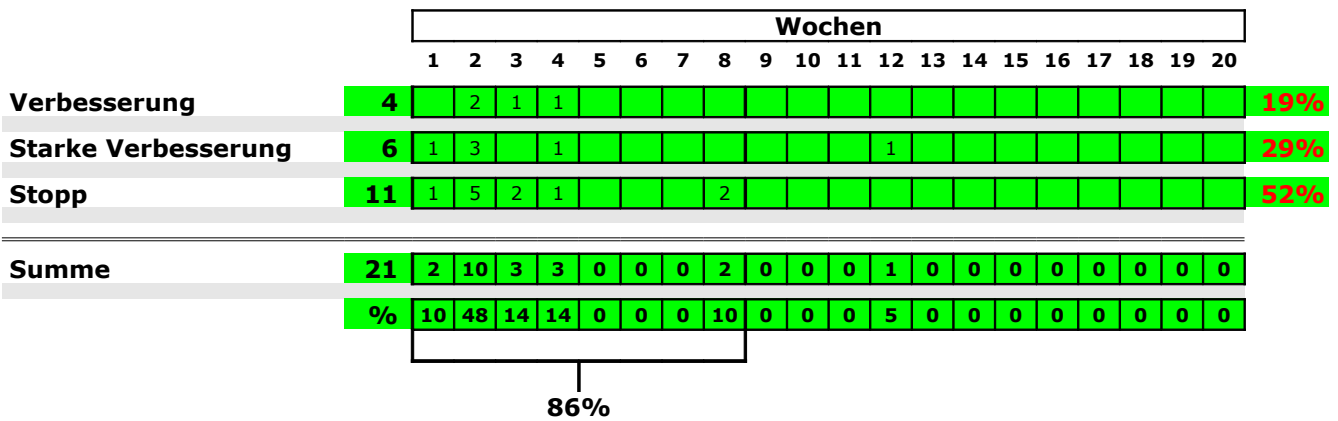 Wochen
1 2 3 4 5 6 7 8 9 10 11 12 13 14 15 16 17 18 19 20
Verbesserung 4 2 1 1 19%
Starke Verbesserung 6 1 3 1 1 29%
Stopp 11 1 5 2 1 2 52%
Summe 21 2 10 3 3 0 0 0 2 0 0 0 1 0 0 0 0 0 0 0 0
% 10 48 14 14 0 0 0 10 0 0 0 5 0 0 0 0 0 0 0 0
86%